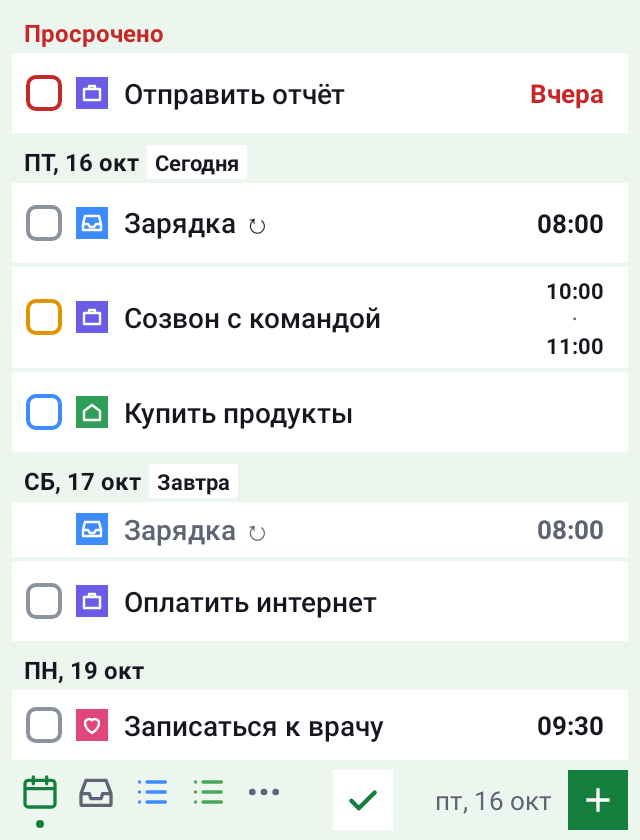 Просрочено
Отправить отчёт Вчера
ПТ, 16 окт Сегодня
Зарядка 08:00
Созвон с командой 10:00 · 11:00
Купить продукты
СБ, 17 окт Завтра
Зарядка 08:00
Оплатить интернет
ПН, 19 окт
Записаться к врачу 09:30
пт, 16 окт